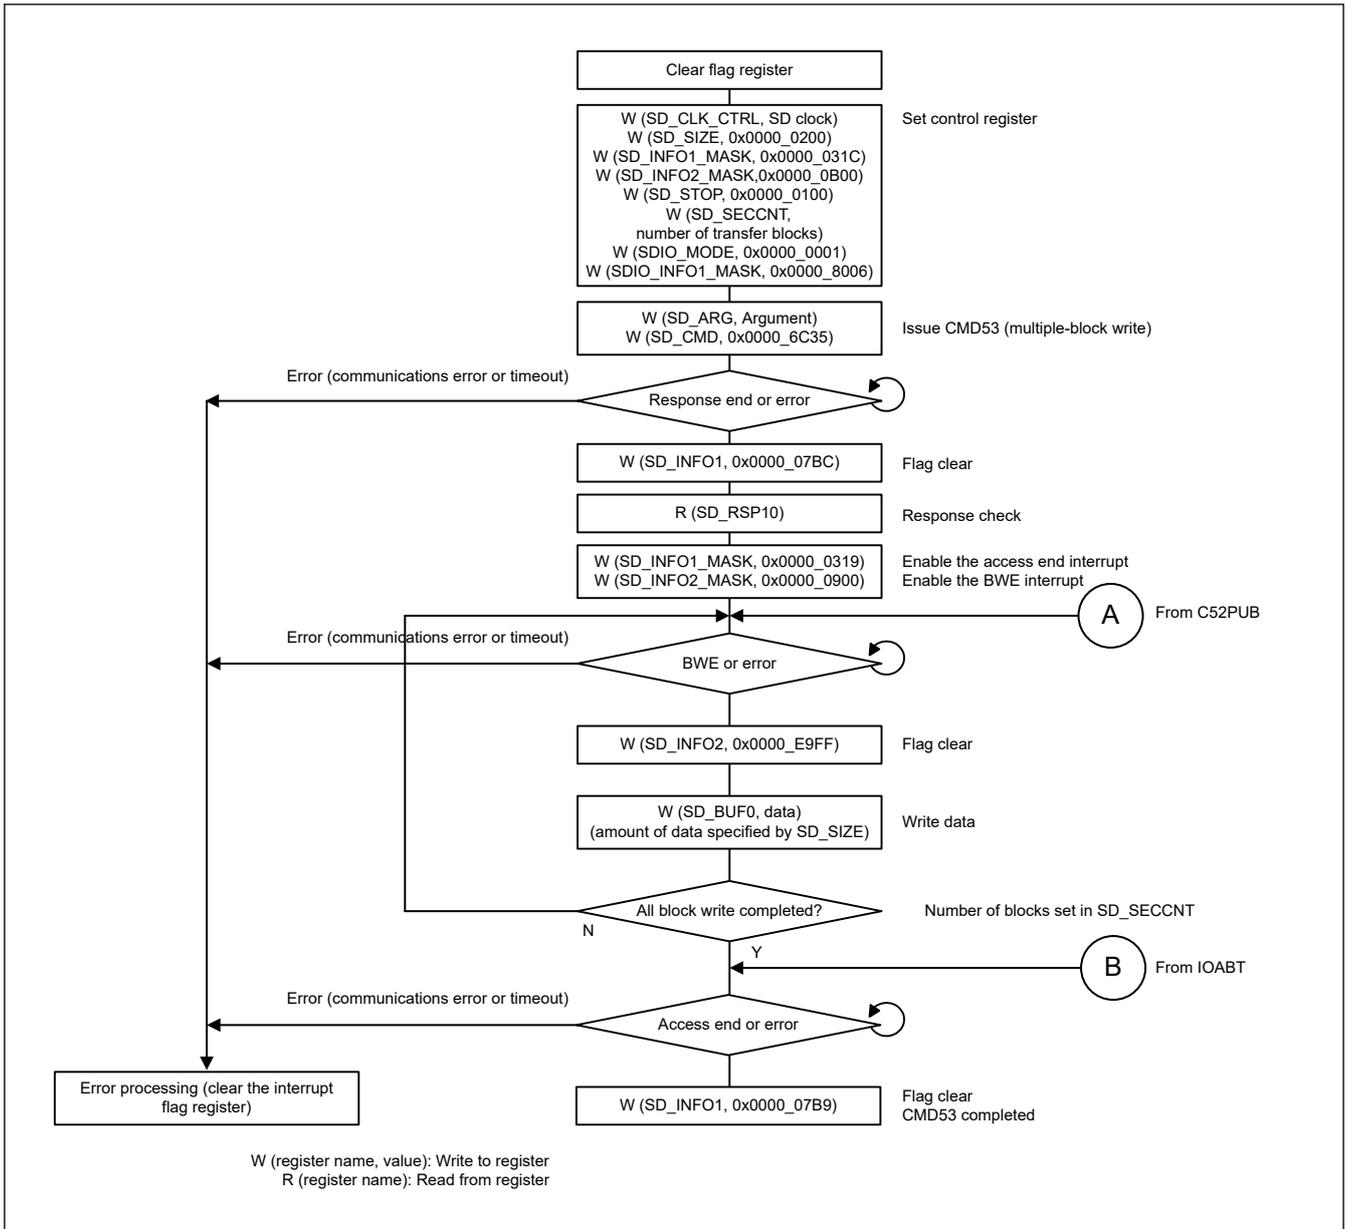 Clear flag register
W (SD_CLK_CTRL, SD clock)
Set control register
W (SD_SIZE, 0x0000_0200)
W (SD_INFO1_MASK, 0x0000_031C)
W (SD_INFO2_MASK,0x0000_0B00)
W (SD_STOP, 0x0000_0100)
W (SD_SECCNT,
number of transfer blocks)
W (SDIO_MODE, 0x0000_0001)
W (SDIO_INFO1_MASK, 0x0000_8006)
W (SD_ARG, Argument)
W (SD_CMD, 0x0000_6C35)
Issue CMD53 (multiple-block write)
Error (communications error or timeout)
Response end or error
W (SD_INFO1, 0x0000_07BC)
Flag clear
R (SD_RSP10)
Response check
W (SD_INFO1_MASK, 0x0000_0319)
Enable the access end interrupt
W (SD_INFO2_MASK, 0x0000_0900)
Enable the BWE interrupt
A
From C52PUB
Error (communications error or timeout)
BWE or error
W (SD_INFO2, 0x0000_E9FF)
Flag clear
W (SD_BUF0, data)
(amount of data specified by SD_SIZE)
Write data
All block write completed?
Number of blocks set in SD_SECCNT
N
Y
B
From IOABT
Error (communications error or timeout)
Access end or error
Error processing (clear the interrupt
flag register)
W (SD_INFO1, 0x0000_07B9)
Flag clear
CMD53 completed
W (register name, value): Write to register
R (register name): Read from register